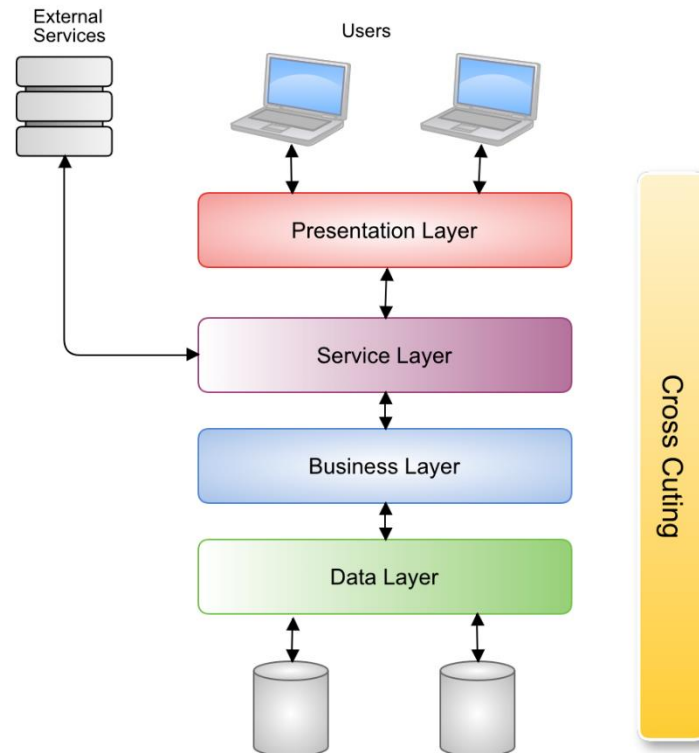 External
Services
Users
Presentation Layer
Service Layer
Business Layer
Data Layer
Cross Cuting